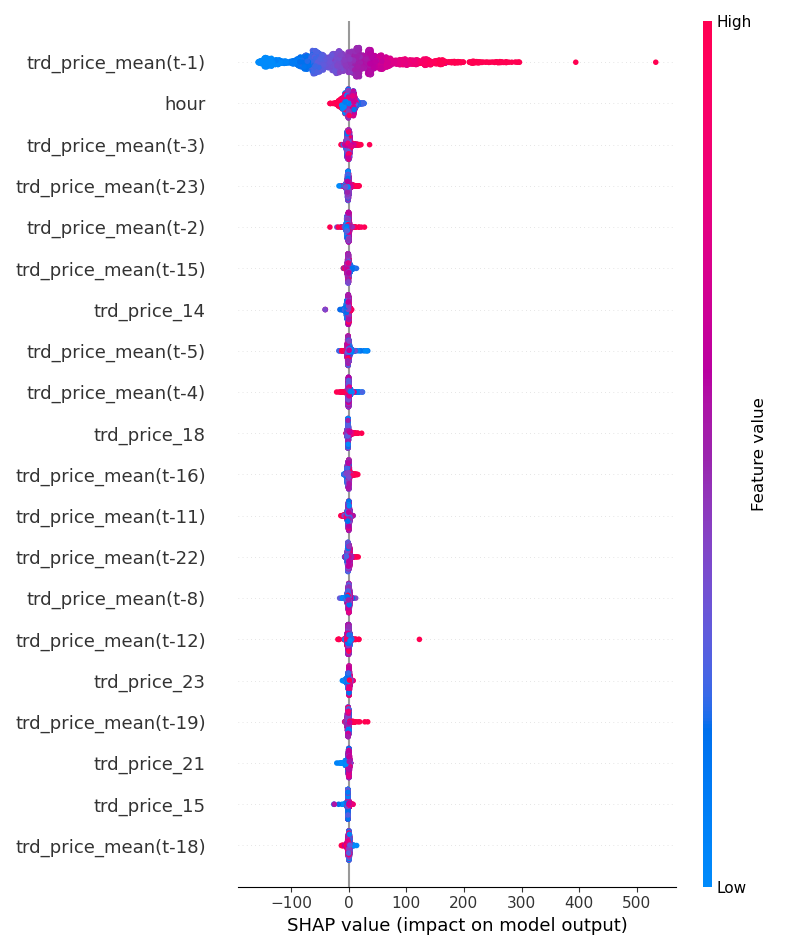 High
trd_price_mean(t-1)
hour
trd_price_mean(t-3)
trd_price_mean(t-23)
trd_price_mean(t-2)
trd_price_mean(t-15)
trd_price_14
trd_price_mean(t-5)
trd_price_mean(t-4)
trd_price_18
trd_price_mean(t-16)
trd_price_mean(t-11)
trd_price_mean(t-22)
trd_price_mean(t-8)
trd_price_mean(t-12)
trd_price_23
trd_price_mean(t-19)
trd_price_21
trd_price_15
trd_price_mean(t-18)
Feature value
Low
−100 0 100 200 300 400 500
SHAP value (impact on model output)